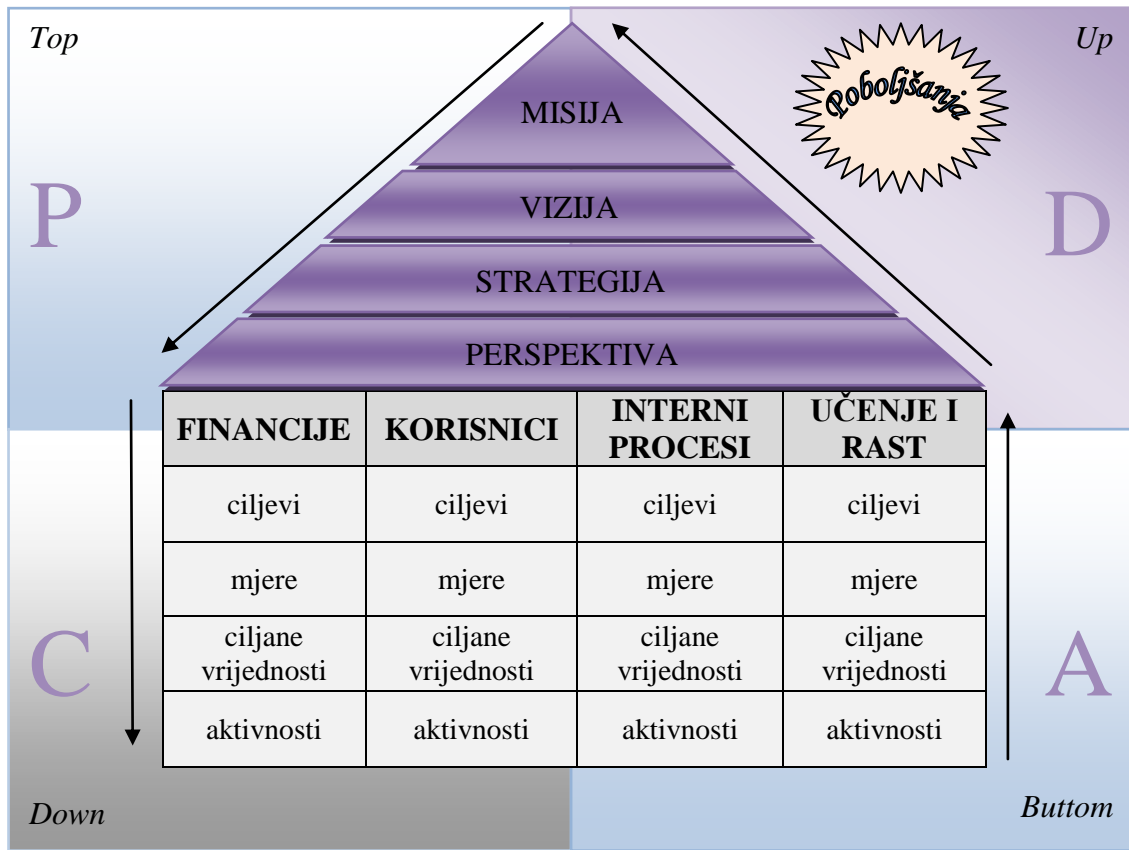 Top
Up
Poboljšanja
MISIJA
P
D
VIZIJA
STRATEGIJA
PERSPEKTIVA
FINANCIJE
KORISNICI
INTERNI
PROCESI
UČENJE I
RAST
ciljevi
ciljevi
ciljevi
ciljevi
mjere
mjere
mjere
mjere
C
A
ciljane
vrijednosti
ciljane
vrijednosti
ciljane
vrijednosti
ciljane
vrijednosti
aktivnosti
aktivnosti
aktivnosti
aktivnosti
Down
Buttom